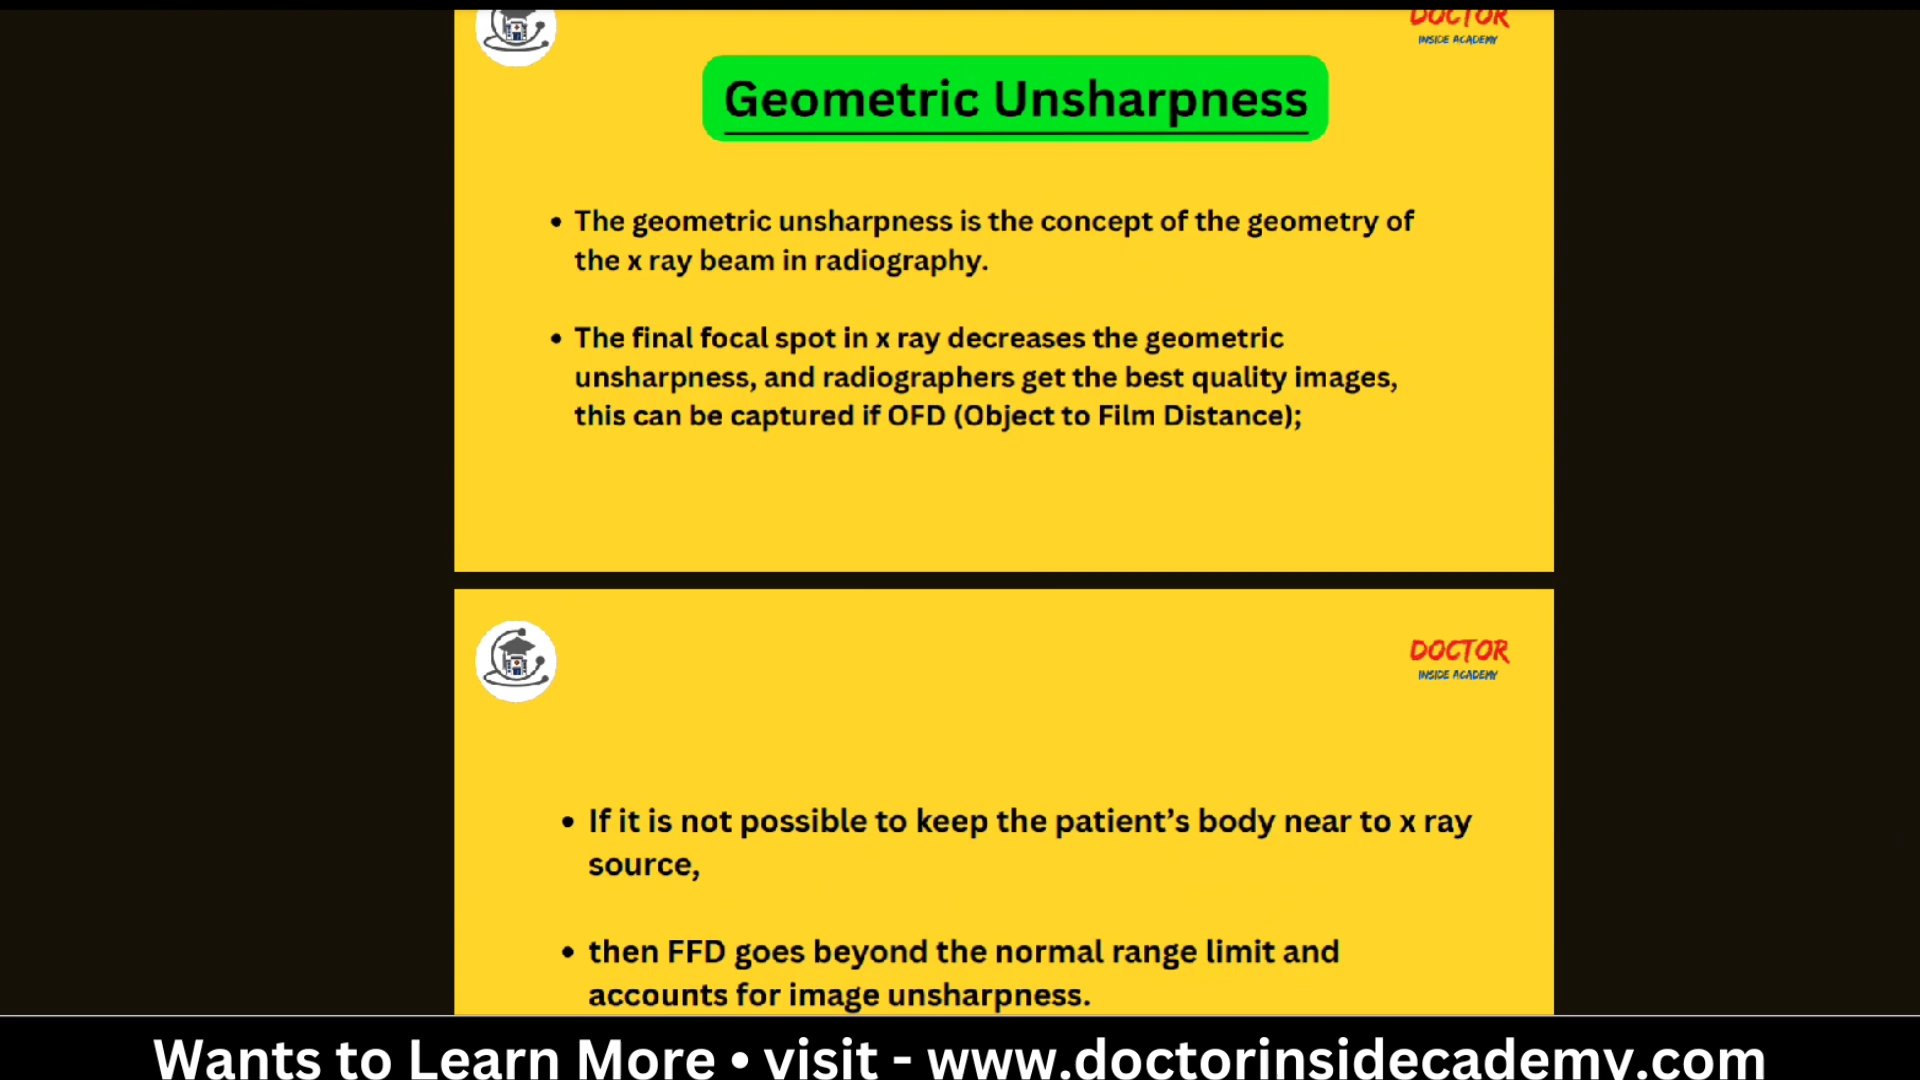 DOCTOR
INSIDE ACADEMY
Geometric Unsharpness
• The geometric unsharpness is the concept of the geometry of
the x ray beam in radiography.
• The final focal spot in x ray decreases the geometric
unsharpness, and radiographers get the best quality images,
this can be captured if OFD (Object to Film Distance);
DOCTOR
INSIDE ACADEMY
• If it is not possible to keep the patient’s body near to x ray
source,
• then FFD goes beyond the normal range limit and
accounts for image unsharpness.
Wants to Learn More • visit - www.doctorinsidecademy.com